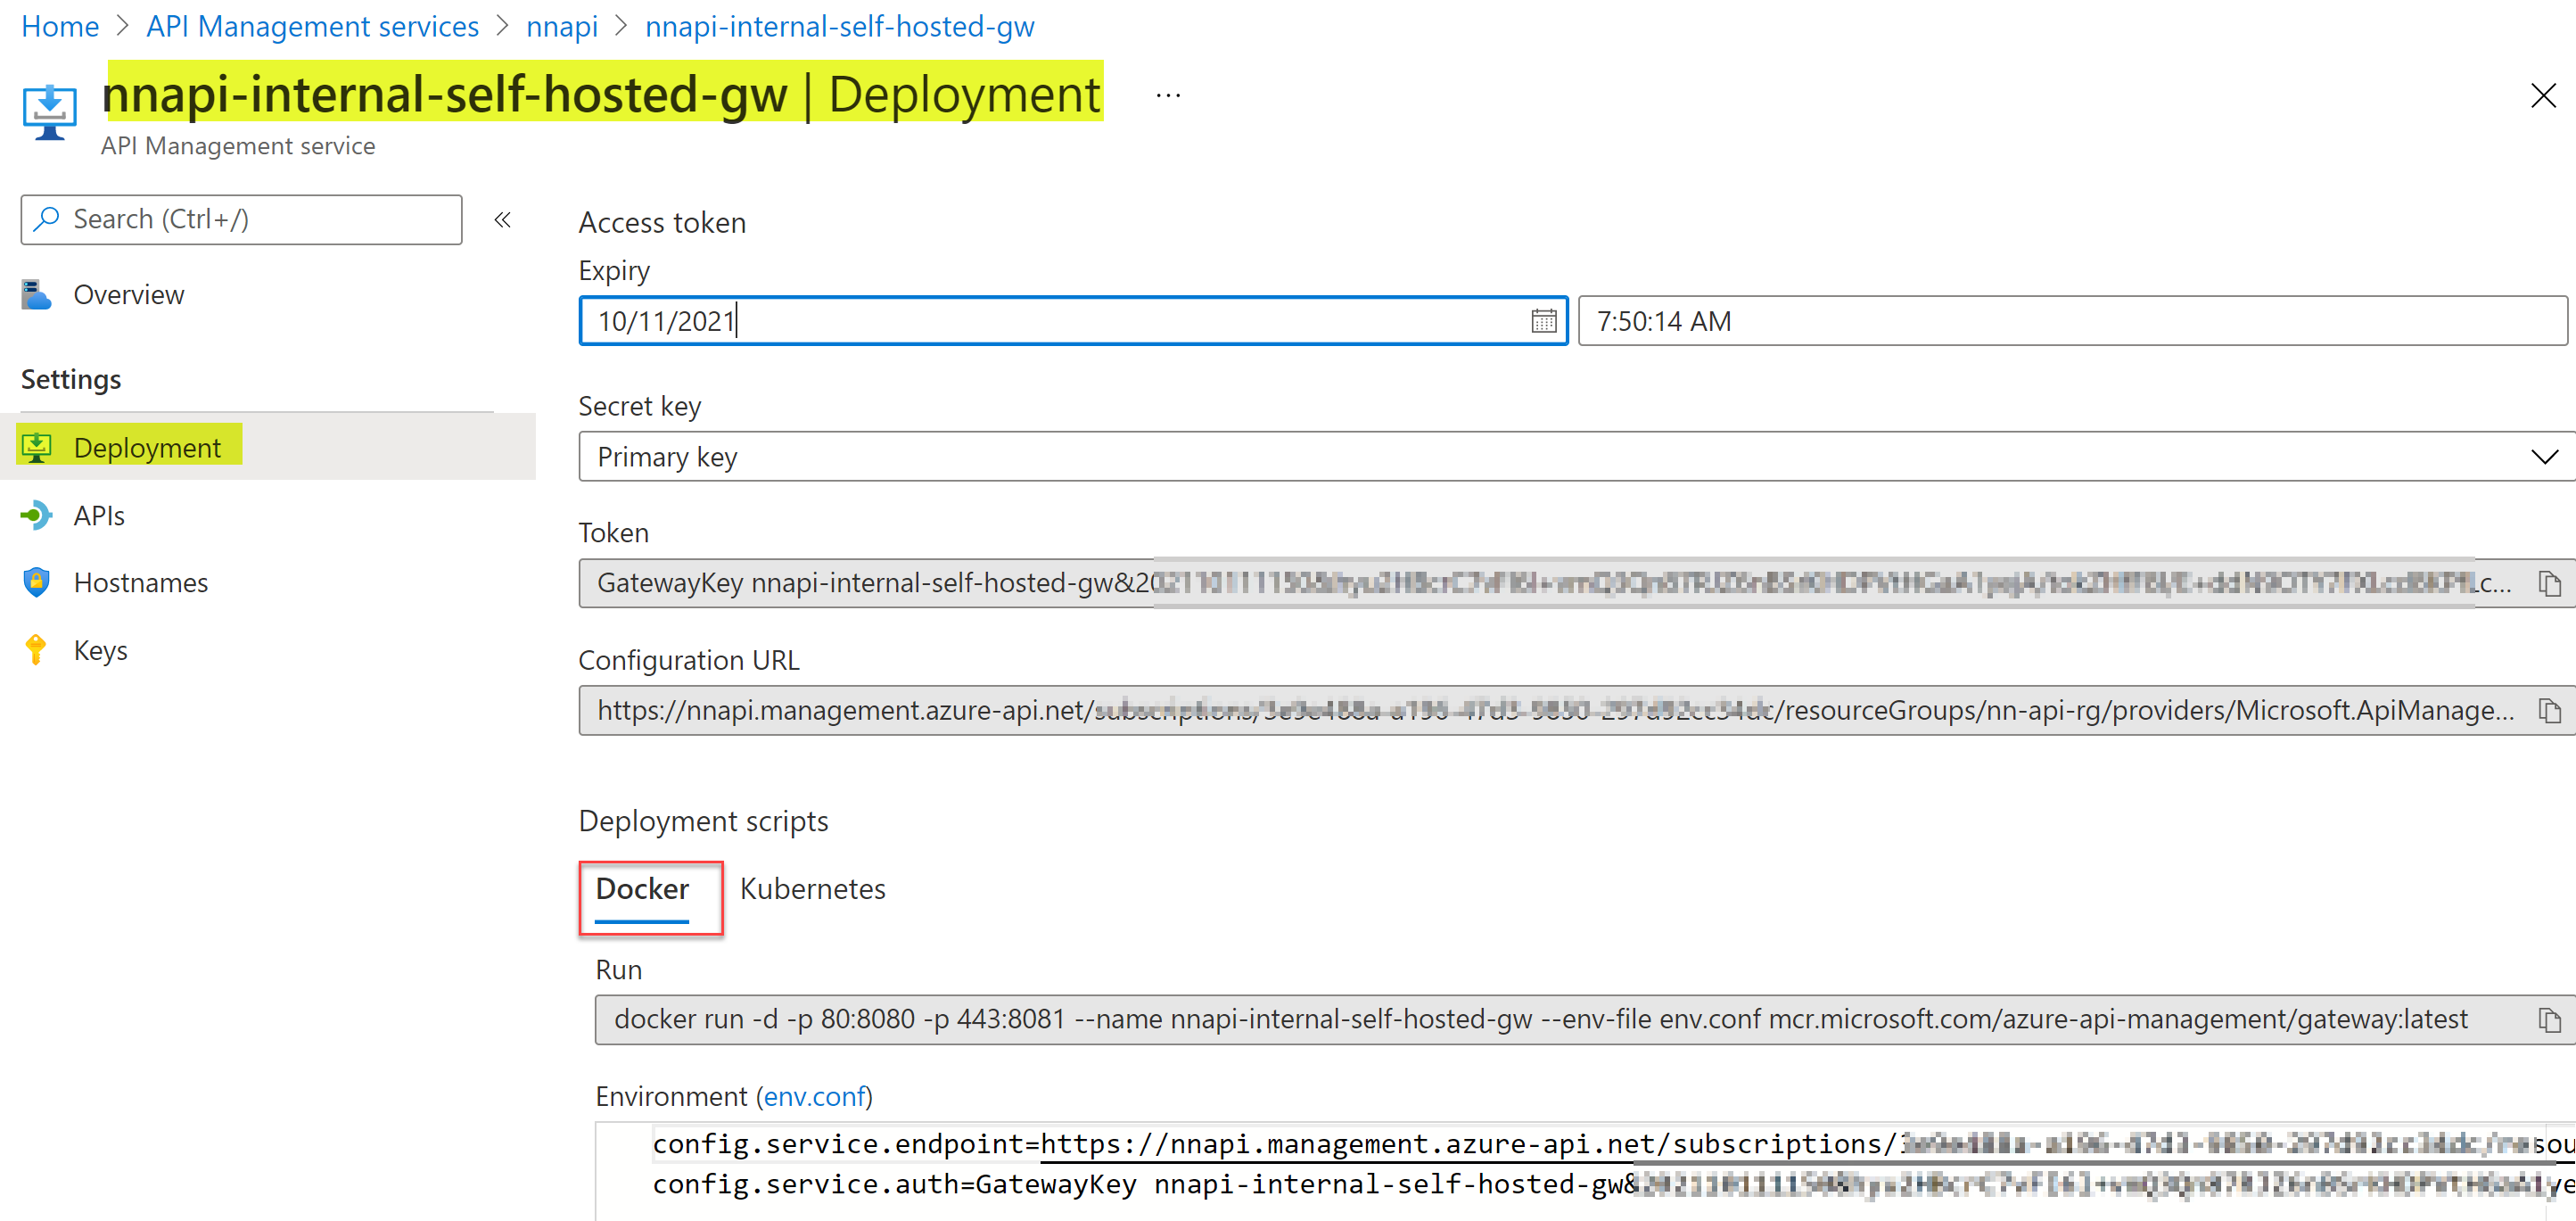 Home > API Management services > nnapi > nnapi-internal-self-hosted-gw
nnapi-internal-self-hosted-gw | Deployment ...
API Management service
Search (Ctrl+/)
«
Overview
Settings
Deployment
APIs
Hostnames
Keys
Access token
Expiry
10/11/2021
7:50:14 AM
Secret key
Primary key
Token
GatewayKey nnapi-internal-self-hosted-gw&20
Configuration URL
https://nnapi.management.azure-api.net/ /resourceGroups/nn-api-rg/providers/Microsoft.ApiManage...
Deployment scripts
Docker
Kubernetes
Run
docker run -d -p 80:8080 -p 443:8081 --name nnapi-internal-self-hosted-gw --env-file env.conf mcr.microsoft.com/azure-api-management/gateway:latest
Environment (env.conf)
config.service.endpoint=https://nnapi.management.azure-api.net/subscriptions/
config.service.auth=GatewayKey nnapi-internal-self-hosted-gw&